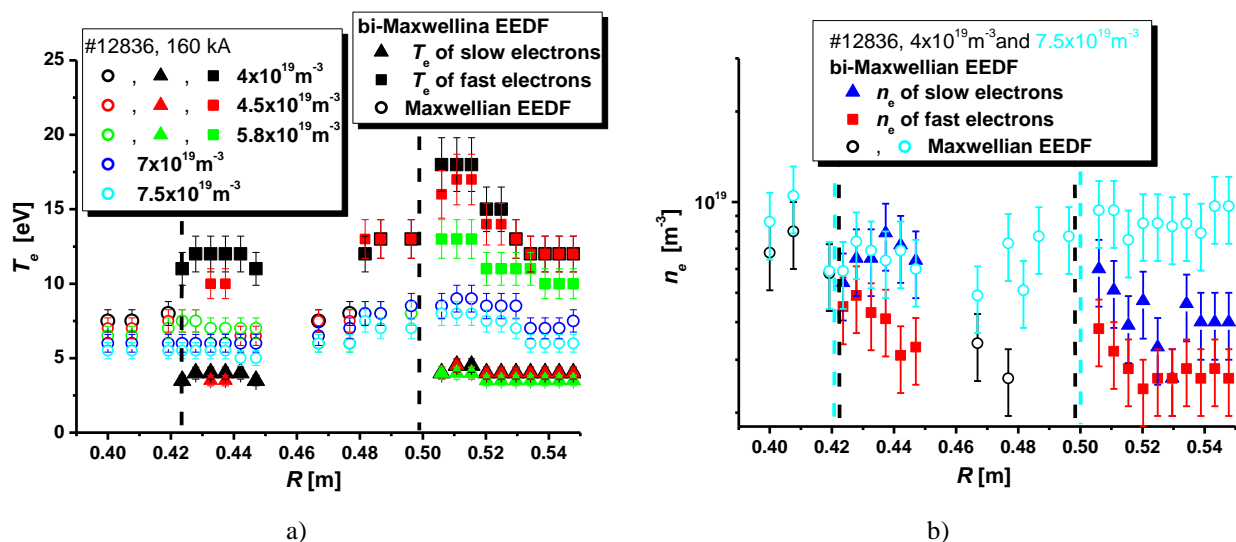 #12836, 160 kA
, , 4x10¹⁹m⁻³
, , 4.5x10¹⁹m⁻³
, , 5.8x10¹⁹m⁻³
7x10¹⁹m⁻³
7.5x10¹⁹m⁻³
bi-Maxwellina EEDF
Tₑ of slow electrons
Tₑ of fast electrons
Maxwellian EEDF
25
20
15
10
5
0
Tₑ [eV]
0.40 0.42 0.44 0.46 0.48 0.50 0.52 0.54
R [m]
a)
#12836, 4x10¹⁹m⁻³and 7.5x10¹⁹m⁻³
bi-Maxwellian EEDF
nₑ of slow electrons
nₑ of fast electrons
, Maxwellian EEDF
10¹⁹
nₑ [m⁻³]
0.40 0.42 0.44 0.46 0.48 0.50 0.52 0.54
R [m]
b)